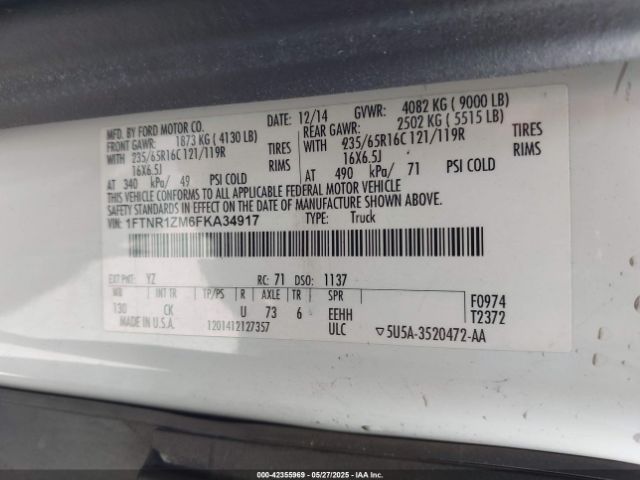 MFD. BY FORD MOTOR CO. DATE: 12/14 GVWR: 4082 KG ( 9000 LB)
FRONT GAWR: 1873 KG ( 4130 LB) REAR GAWR: 2502 KG ( 5515 LB)
WITH 235/65R16C 121/119R TIRES WITH 235/65R16C 121/119R TIRES
16X6.5J RIMS 16X6.5J RIMS
AT 340 kPa/ 49 PSI COLD AT 490 kPa/ 71 PSI COLD
THIS VEHICLE CONFORMS TO ALL APPLICABLE FEDERAL MOTOR VEHICLE
SAFETY STANDARDS IN EFFECT ON THE DATE OF MANUFACTURE SHOWN ABOVE.
VIN: 1FTNR1ZM6FKA34917 TYPE: Truck
EXT PNT: YZ RC: 71 DSO: 1137
WB INT TR TP/PS R AXLE TR SPR F0974
130 CK U 73 6 EEHH T2372
MADE IN U.S.A. 1201412127357 ULC ▽5U5A-3520472-AA
000-42355969 | 05/27/2025 | IAA, Inc.